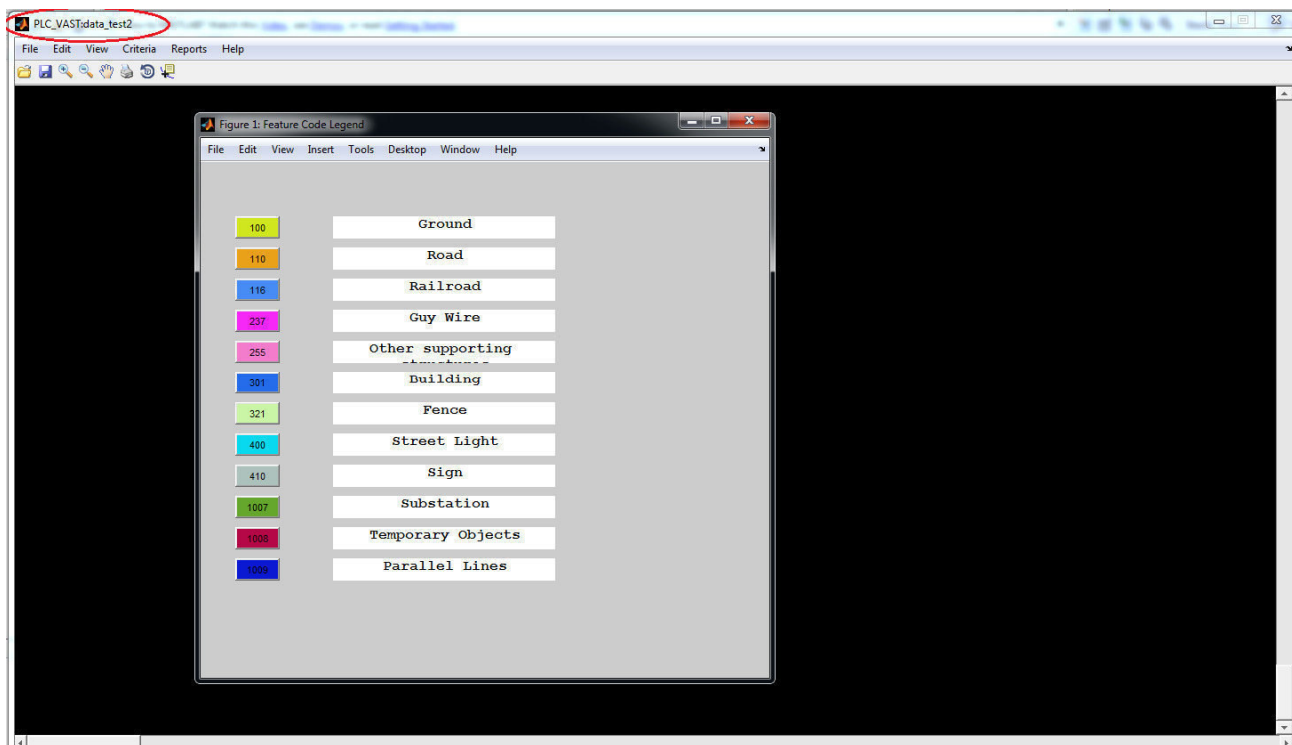 PLC_VAST:data_test2
File Edit View Criteria Reports Help
Figure 1: Feature Code Legend
File Edit View Insert Tools Desktop Window Help
100 Ground
110 Road
116 Railroad
237 Guy Wire
255 Other supporting
301 Building
321 Fence
400 Street Light
410 Sign
1007 Substation
1008 Temporary Objects
1009 Parallel Lines